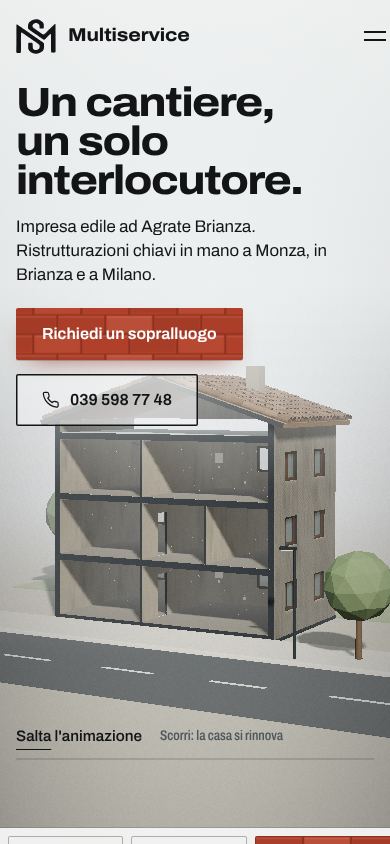 Multiservice
Un cantiere,
un solo
interlocutore.
Impresa edile ad Agrate Brianza.
Ristrutturazioni chiavi in mano a Monza, in
Brianza e a Milano.
Richiedi un sopralluogo
039 598 77 48
Salta l'animazione Scorri: la casa si rinnova